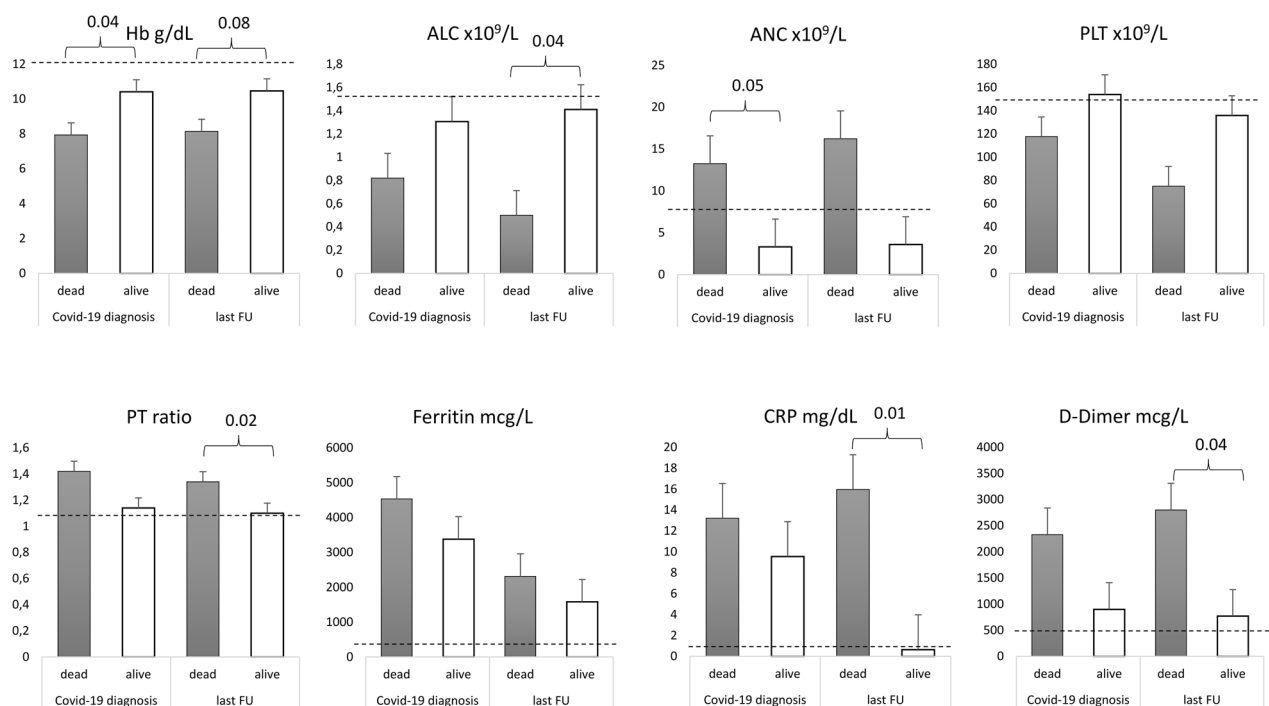 Hb g/dL
0.04
0.08
12
10
8
6
4
2
0
dead
alive
dead
alive
Covid-19 diagnosis
last FU
ALC x10⁹/L
0.04
1,8
1,6
1,4
1,2
1
0,8
0,6
0,4
0,2
0
dead
alive
dead
alive
Covid-19 diagnosis
last FU
ANC x10⁹/L
0.05
25
20
15
10
5
0
dead
alive
dead
alive
Covid-19 diagnosis
last FU
PLT x10⁹/L
180
160
140
120
100
80
60
40
20
0
dead
alive
dead
alive
Covid-19 diagnosis
last FU
PT ratio
0.02
1,6
1,4
1,2
1
0,8
0,6
0,4
0,2
0
dead
alive
dead
alive
Covid-19 diagnosis
last FU
Ferritin mcg/L
6000
5000
4000
3000
2000
1000
0
dead
alive
dead
alive
Covid-19 diagnosis
last FU
CRP mg/dL
0.01
20
18
16
14
12
10
8
6
4
2
0
dead
alive
dead
alive
Covid-19 diagnosis
last FU
D-Dimer mcg/L
0.04
4000
3500
3000
2500
2000
1500
1000
500
0
dead
alive
dead
alive
Covid-19 diagnosis
last FU